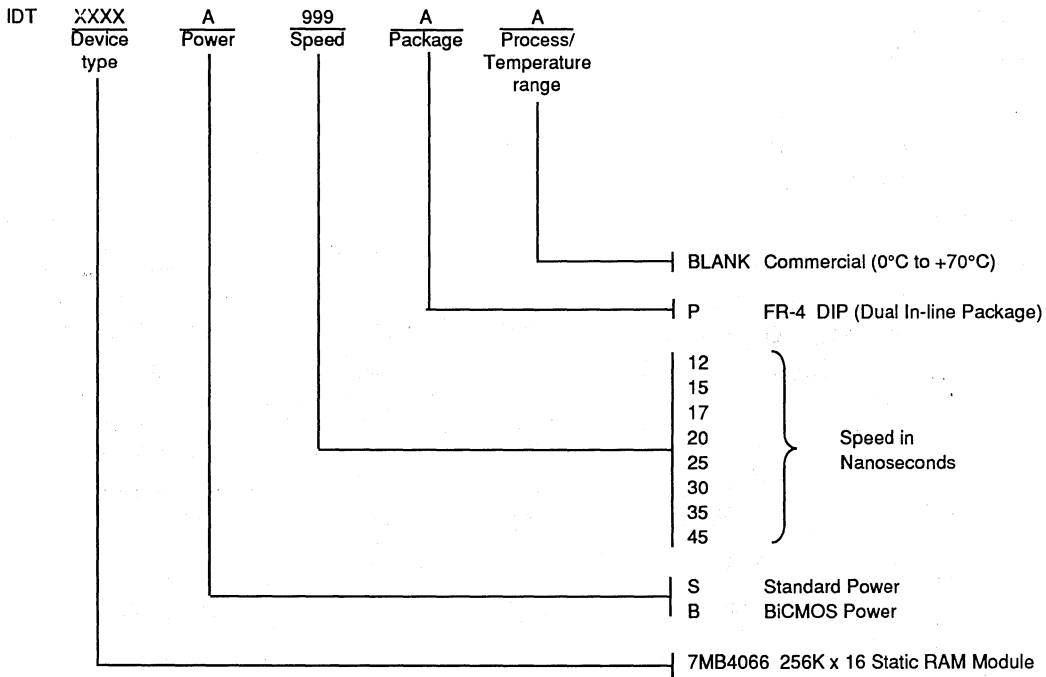 IDT XXXX A 999 A A
Device type Power Speed Package Process/ Temperature range
BLANK Commercial (0°C to +70°C)
P FR-4 DIP (Dual In-line Package)
12
15
17
20
25
30
35
45
Speed in
Nanoseconds
S Standard Power
B BiCMOS Power
7MB4066 256K x 16 Static RAM Module